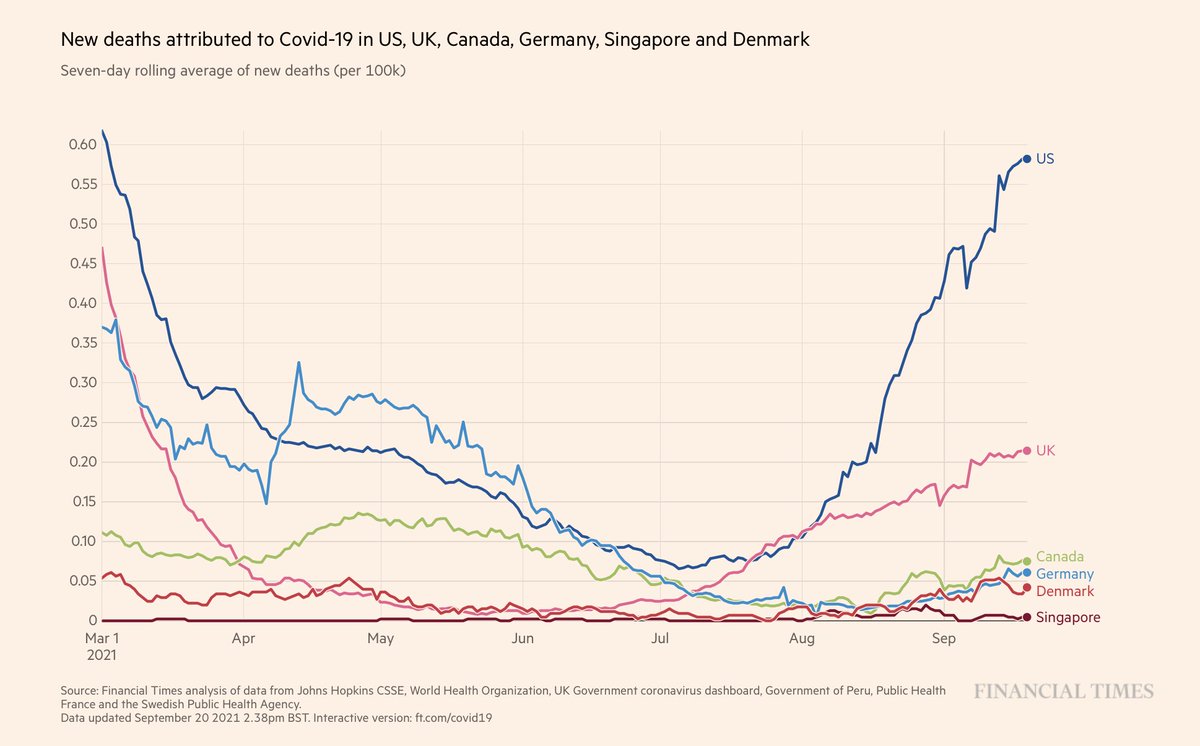 New deaths attributed to Covid-19 in US, UK, Canada, Germany, Singapore and Denmark
Seven-day rolling average of new deaths (per 100k)
0.60
0.55
0.50
0.45
0.40
0.35
0.30
0.25
0.20
0.15
0.10
0.05
0
US
UK
Canada
Germany
Denmark
Singapore
Mar 1
2021
Apr
May
Jun
Jul
Aug
Sep
Source: Financial Times analysis of data from Johns Hopkins CSSE, World Health Organization, UK Government coronavirus dashboard, Government of Peru, Public Health
France and the Swedish Public Health Agency.
Data updated September 20 2021 2.38pm BST. Interactive version: ft.com/covid19
FINANCIAL TIMES